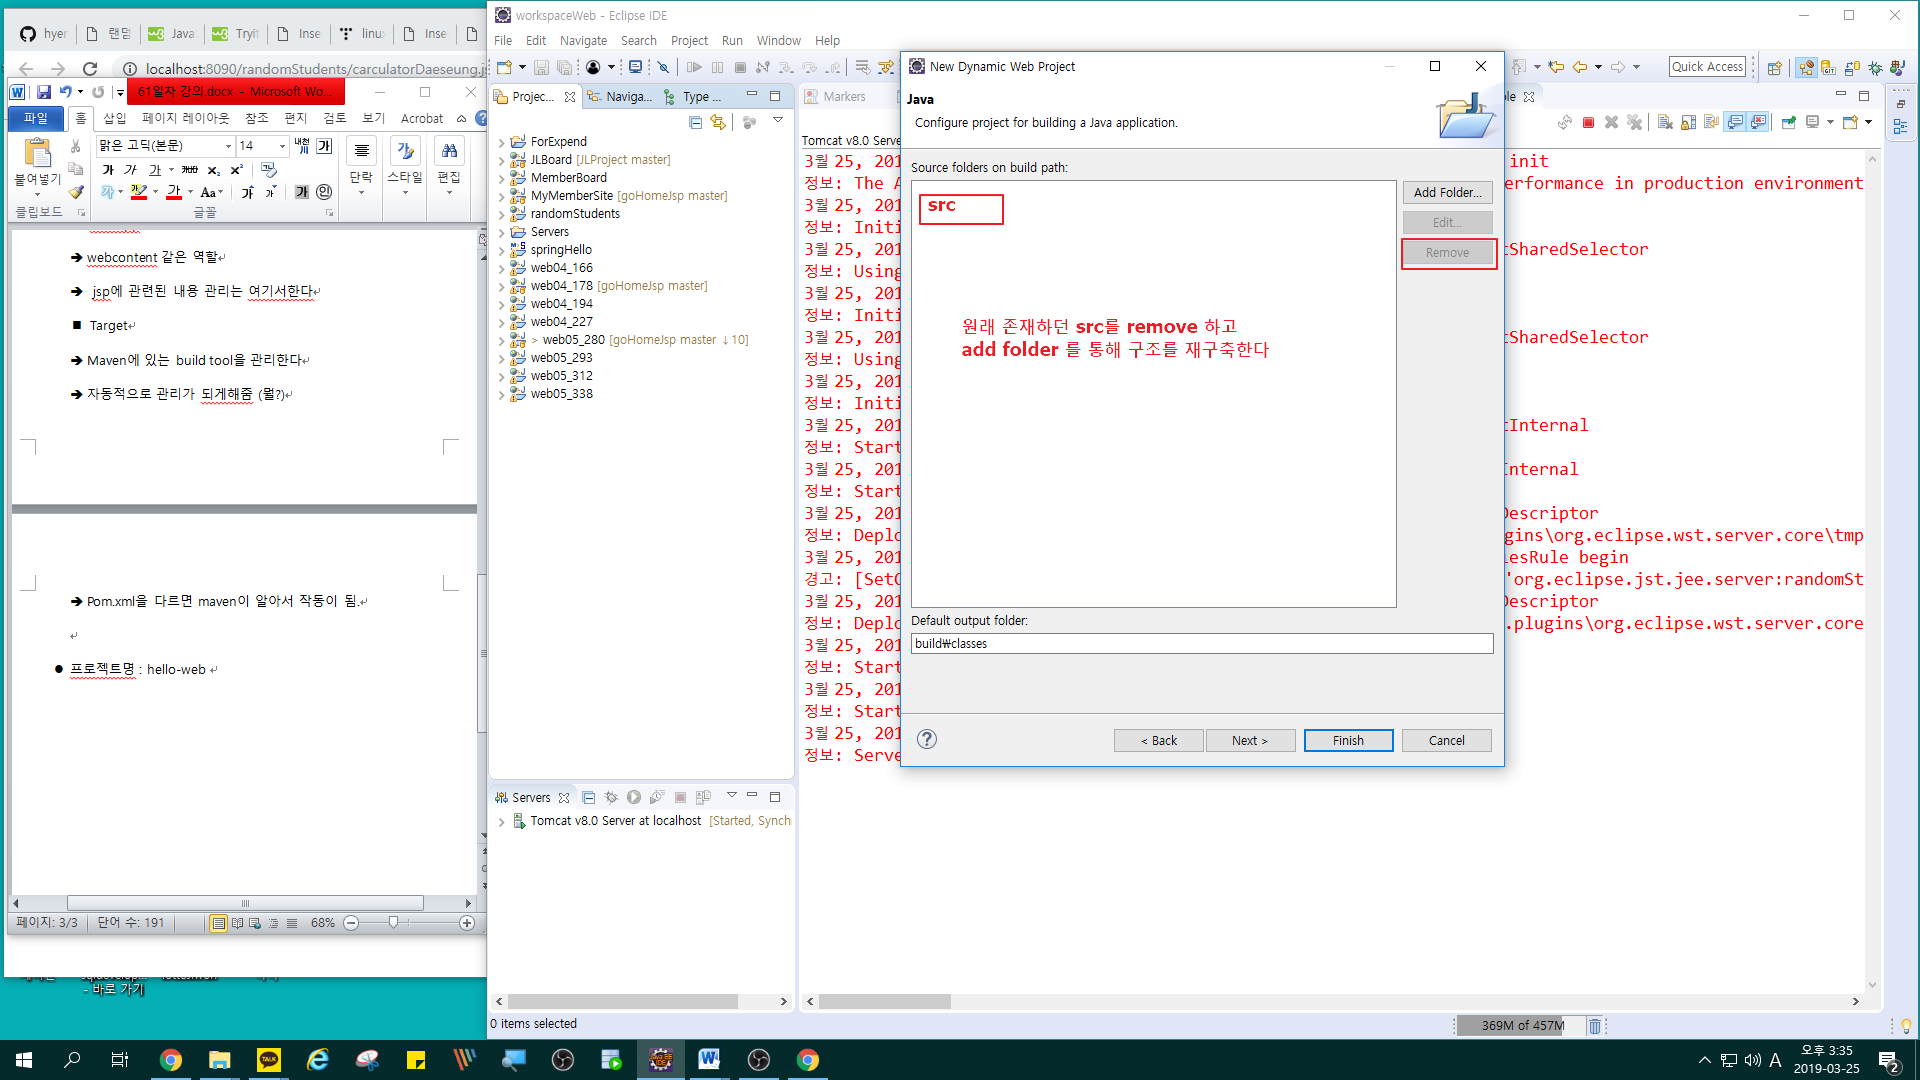 hyer
랜덤
Java
Tryit
Inse
linu
Inse
localhost:8090/randomStudents/carculatorDaeseung.j
61일차 강의.docx - Microsoft Wo...
파일
홈
삽입
페이지 레이아웃
참조
편지
검토
보기
Acrobat
붙여넣기
맑은 고딕(본문)
14
가
단락
스타일
편집
클립보드
글꼴
webcontent 같은 역할
jsp에 관련된 내용 관리는 여기서한다
Target
Maven에 있는 build tool을 관리한다
자동적으로 관리가 되게해줌 (뭘?)
Pom.xml을 다르면 maven이 알아서 작동이 됨.
프로젝트명 : hello-web
페이지: 3/3
단어 수: 191
68%
- 바로 가기
workspaceWeb - Eclipse IDE
File Edit Navigate Search Project Run Window Help
Quick Access
Projec...
Naviga...
Type ...
ForExpend
JLBoard [JLProject master]
MemberBoard
MyMemberSite [goHomeJsp master]
randomStudents
Servers
springHello
web04_166
web04_178 [goHomeJsp master]
web04_194
web04_227
> web05_280 [goHomeJsp master ↓10]
web05_293
web05_312
web05_338
Servers
Tomcat v8.0 Server at localhost [Started, Synch
0 items selected
Markers
Tomcat v8.0 Serve
3월 25, 201 init
정보: The A erformance in production environment
3월 25, 201
정보: Initi
3월 25, 201 tSharedSelector
정보: Using
3월 25, 201
정보: Initi
3월 25, 201 tSharedSelector
정보: Using
3월 25, 201
정보: Initi
3월 25, 201 tInternal
정보: Start
3월 25, 201 Internal
정보: Start
3월 25, 201 Descriptor
정보: Deplo gins\org.eclipse.wst.server.core\tmp
3월 25, 201 esRule begin
경고: [SetC 'org.eclipse.jst.jee.server:randomSt
3월 25, 201 Descriptor
정보: Deplo .plugins\org.eclipse.wst.server.core
3월 25, 201
정보: Start
3월 25, 201
정보: Start
3월 25, 201
정보: Serve
369M of 457M
New Dynamic Web Project
Java
Configure project for building a Java application.
Source folders on build path:
src
Add Folder...
Edit...
Remove
원래 존재하던 src를 remove 하고
add folder 를 통해 구조를 재구축한다
Default output folder:
build₩classes
< Back
Next >
Finish
Cancel
TALK
A
오후 3:35
2019-03-25
2